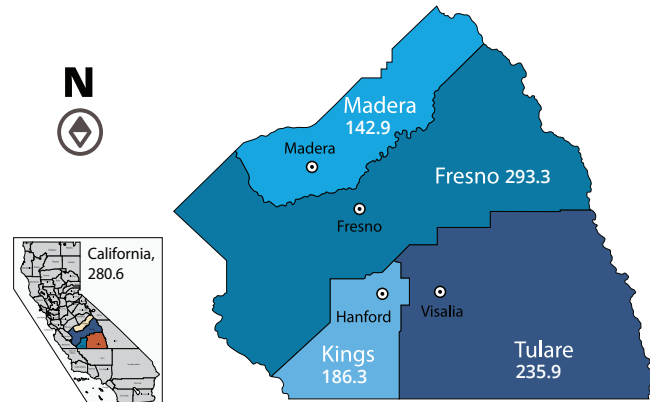 N
Madera
142.9
Madera
Fresno 293.3
Fresno
California,
280.6
Hanford
Visalia
Kings
186.3
Tulare
235.9